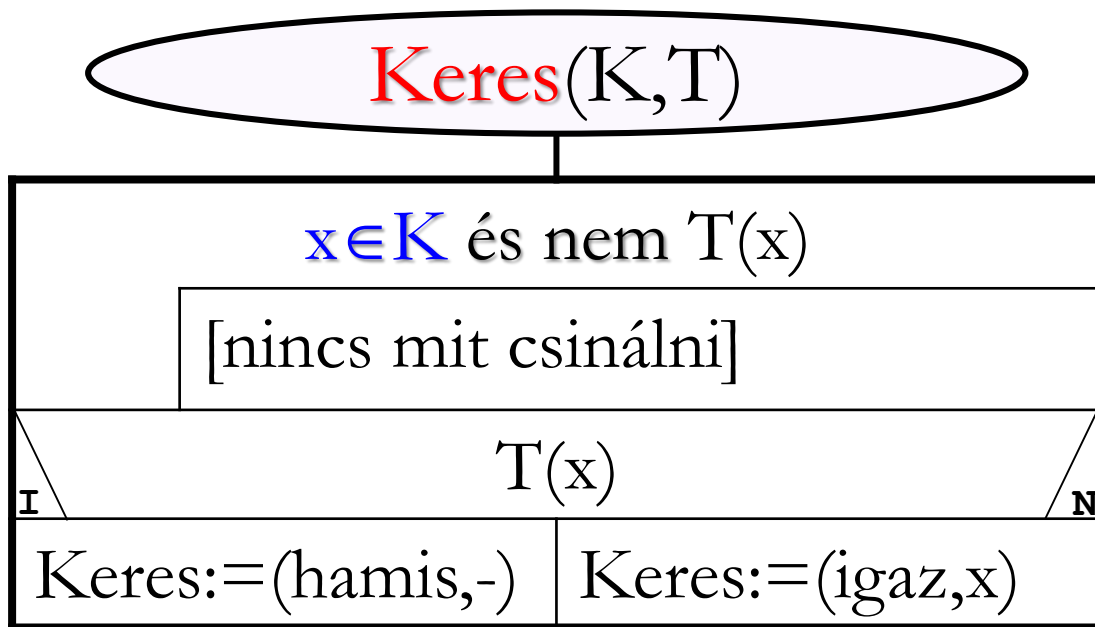 Keres(K,T)
x∈K és nem T(x)
[nincs mit csinálni]
T(x)
I
N
Keres:=(hamis,-)
Keres:=(igaz,x)